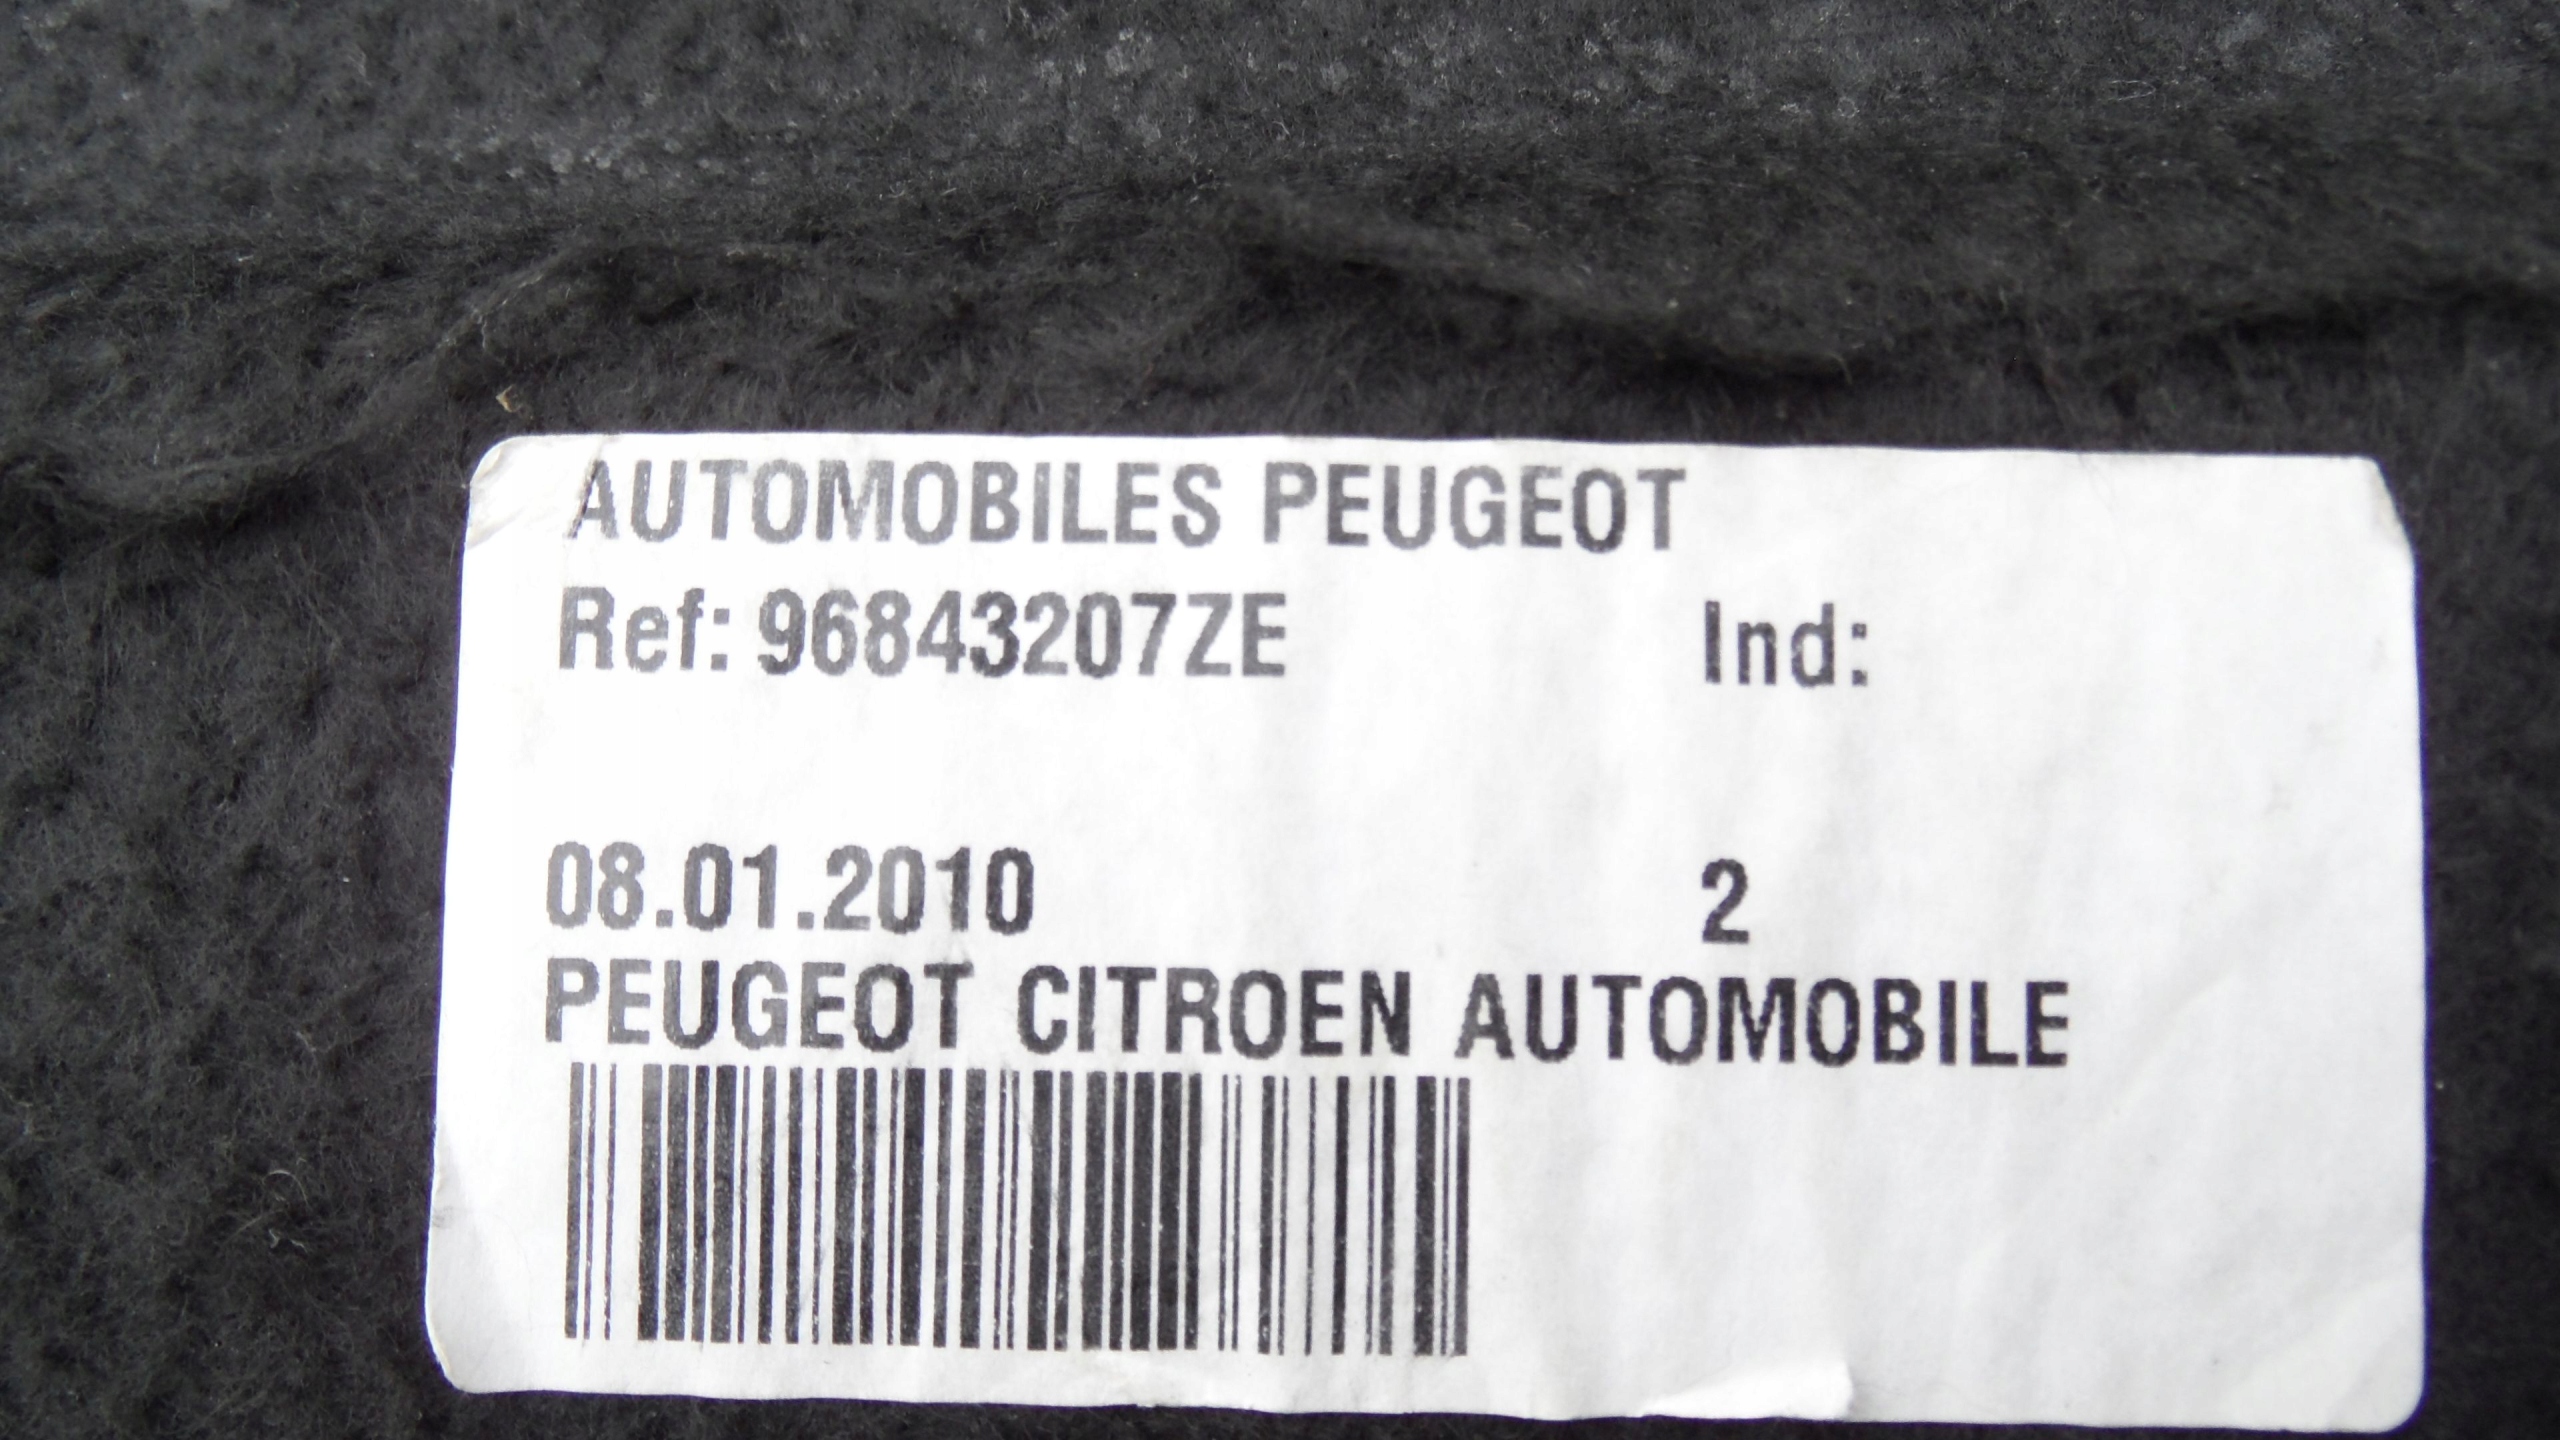 AUTOMOBILES PEUGEOT
Ref: 96843207ZE Ind:
08.01.2010 2
PEUGEOT CITROEN AUTOMOBILE